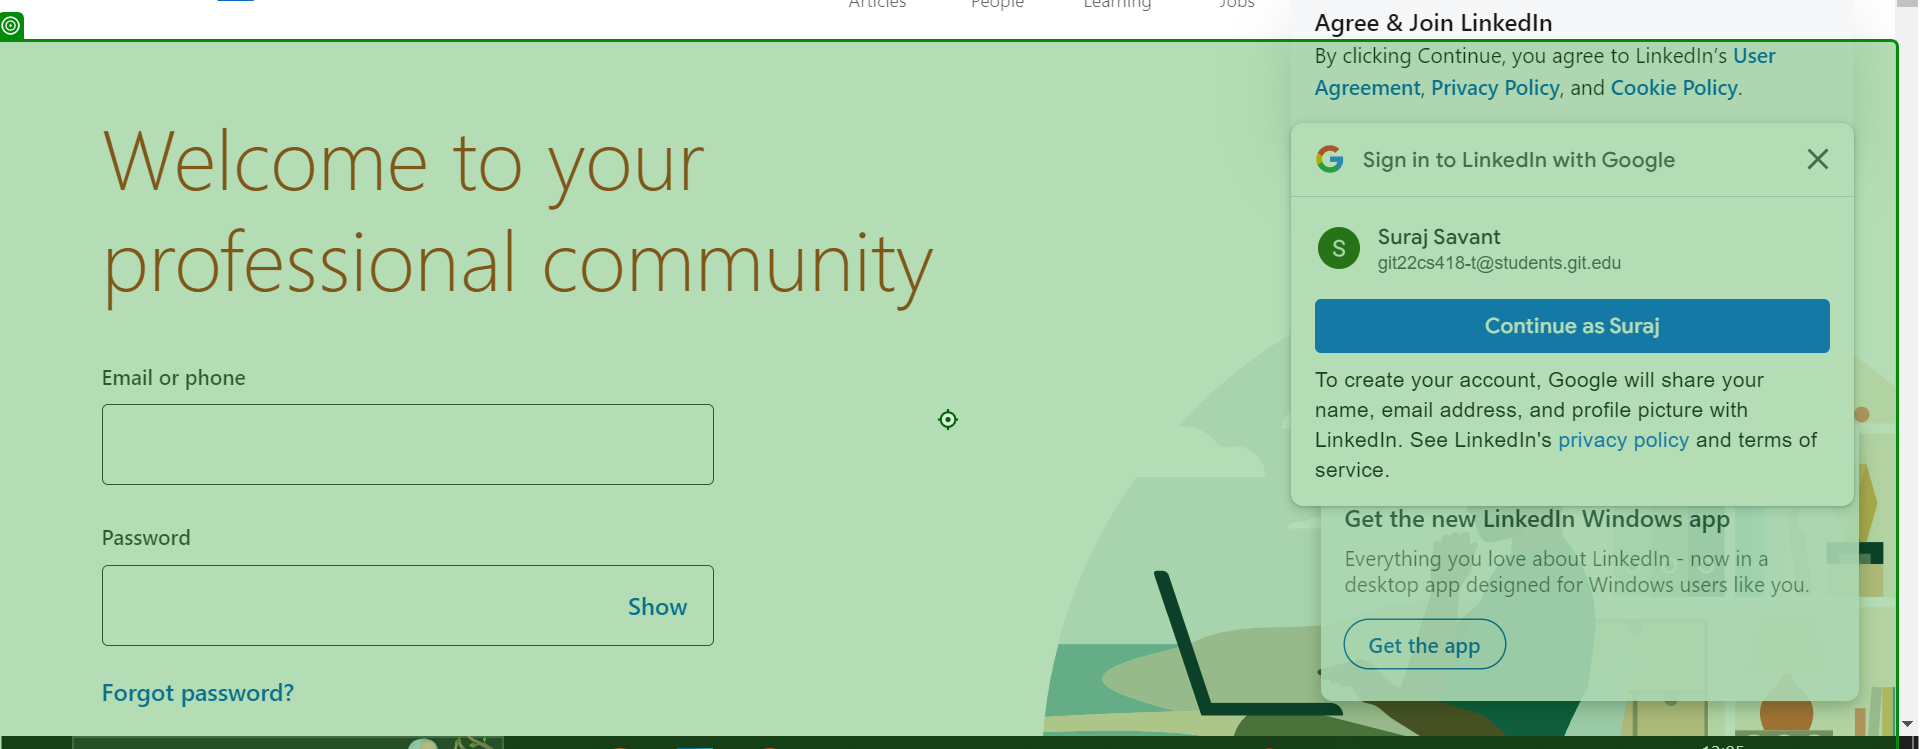 Articles People Learning Jobs
Agree & Join LinkedIn
By clicking Continue, you agree to LinkedIn’s User
Agreement, Privacy Policy, and Cookie Policy.
Welcome to your
professional community
Email or phone
Password
Show
Forgot password?
Sign in to LinkedIn with Google
S
Suraj Savant
git22cs418-t@students.git.edu
Continue as Suraj
To create your account, Google will share your
name, email address, and profile picture with
LinkedIn. See LinkedIn's privacy policy and terms of
service.
Get the new LinkedIn Windows app
Everything you love about LinkedIn - now in a
desktop app designed for Windows users like you.
Get the app